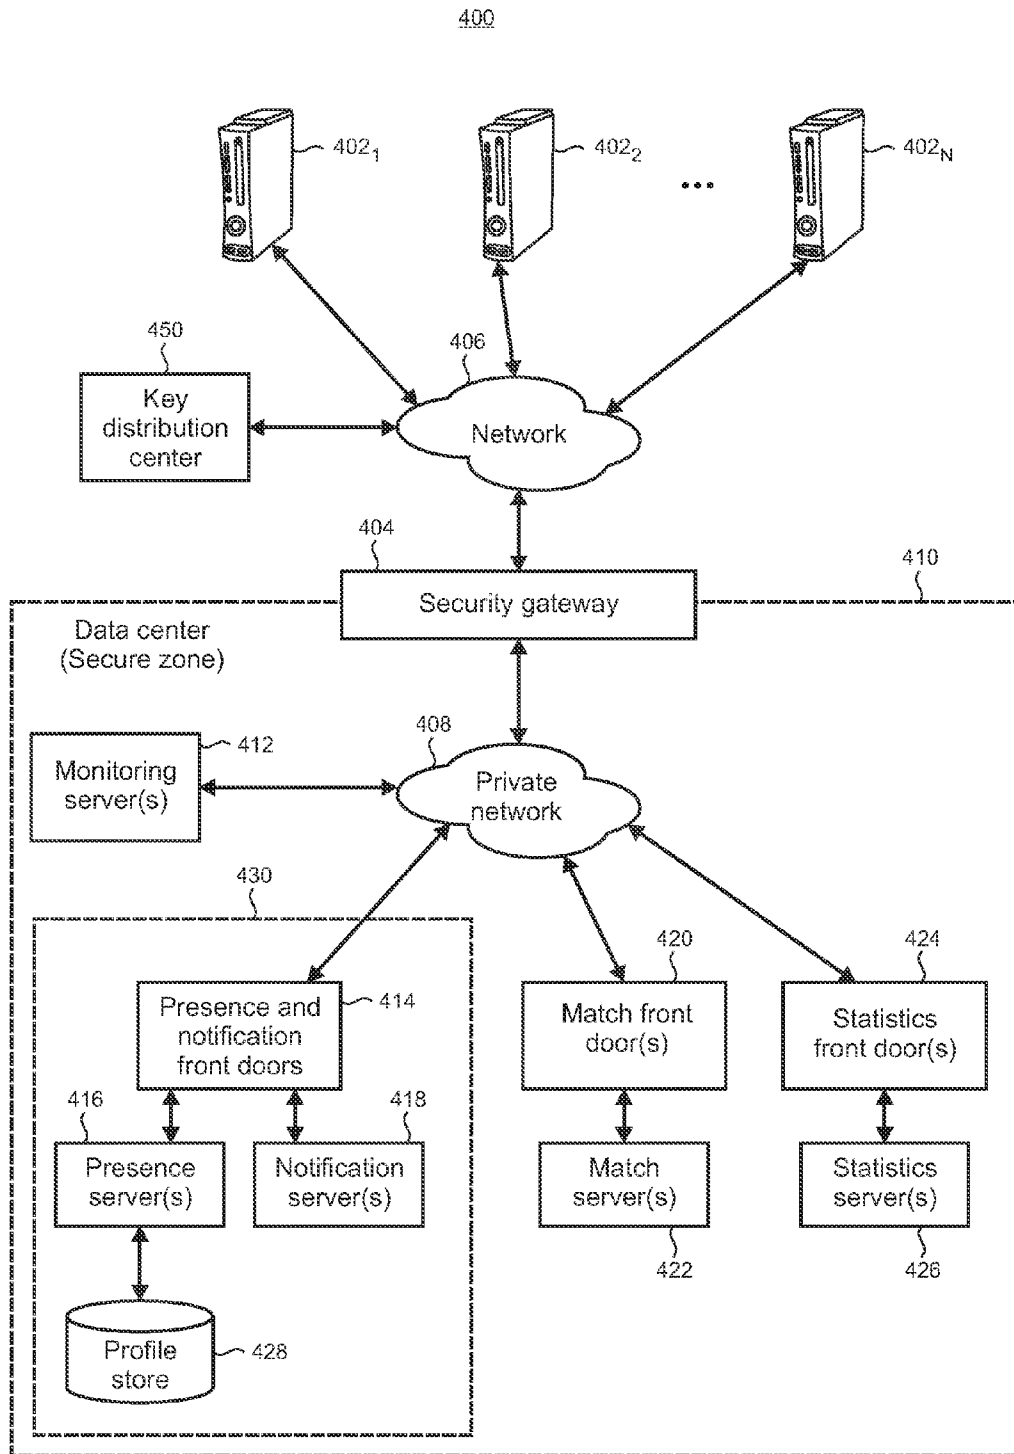 400
402₁
402₂
...
402N
450
406
Key
distribution
center
Network
404
410
Security gateway
Data center
(Secure zone)
408
412
Monitoring
server(s)
Private
network
430
420
424
414
Presence and
notification
front doors
Match front
door(s)
Statistics
front door(s)
416
418
Presence
server(s)
Notification
server(s)
Match
server(s)
Statistics
server(s)
422
426
Profile
store
428